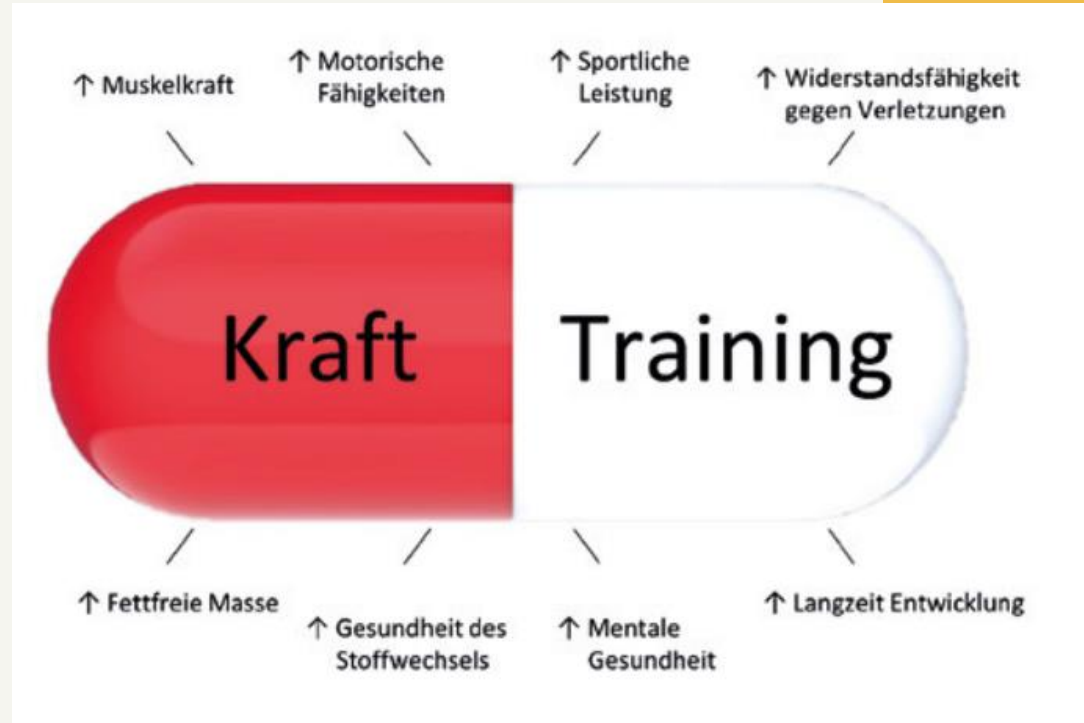 ↑ Muskelkraft
↑ Motorische
Fähigkeiten
↑ Sportliche
Leistung
↑ Widerstandsfähigkeit
gegen Verletzungen
Kraft Training
↑ Fettfreie Masse
↑ Gesundheit des
Stoffwechsels
↑ Mentale
Gesundheit
↑ Langzeit Entwicklung